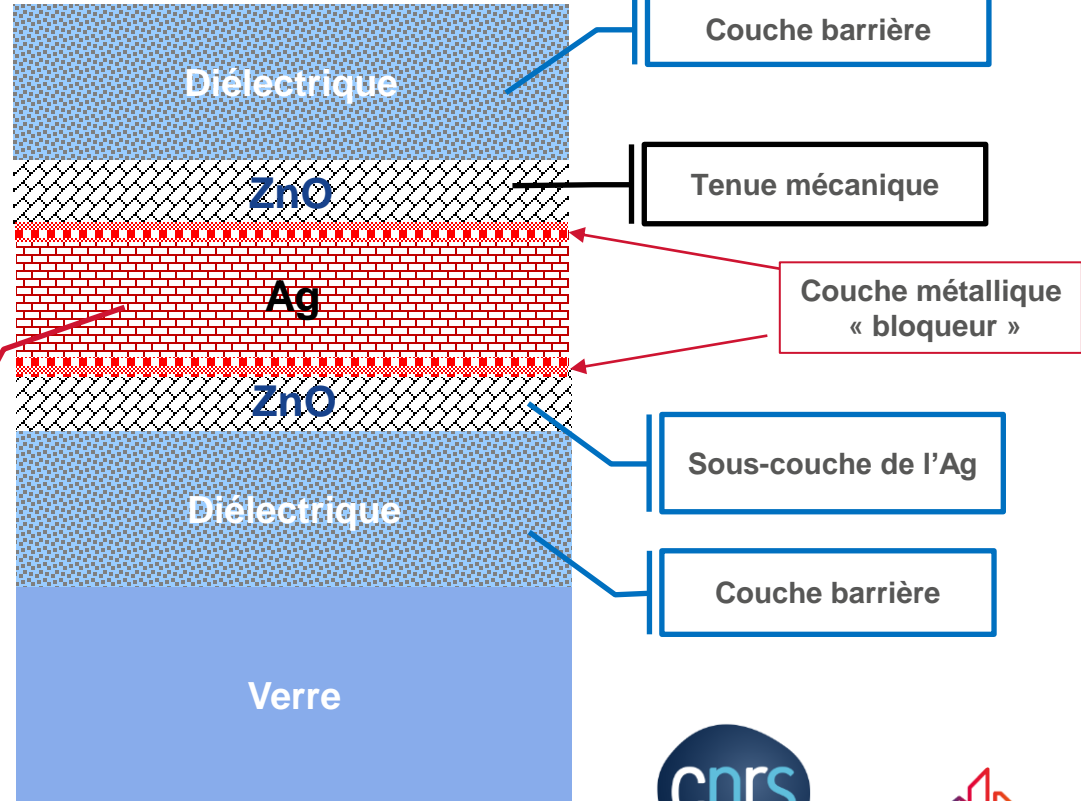 Couche barrière
Diélectrique
Tenue mécanique
ZnO
Ag
Couche métallique
« bloqueur »
ZnO
Sous-couche de l'Ag
Diélectrique
Couche barrière
Verre
cnrs